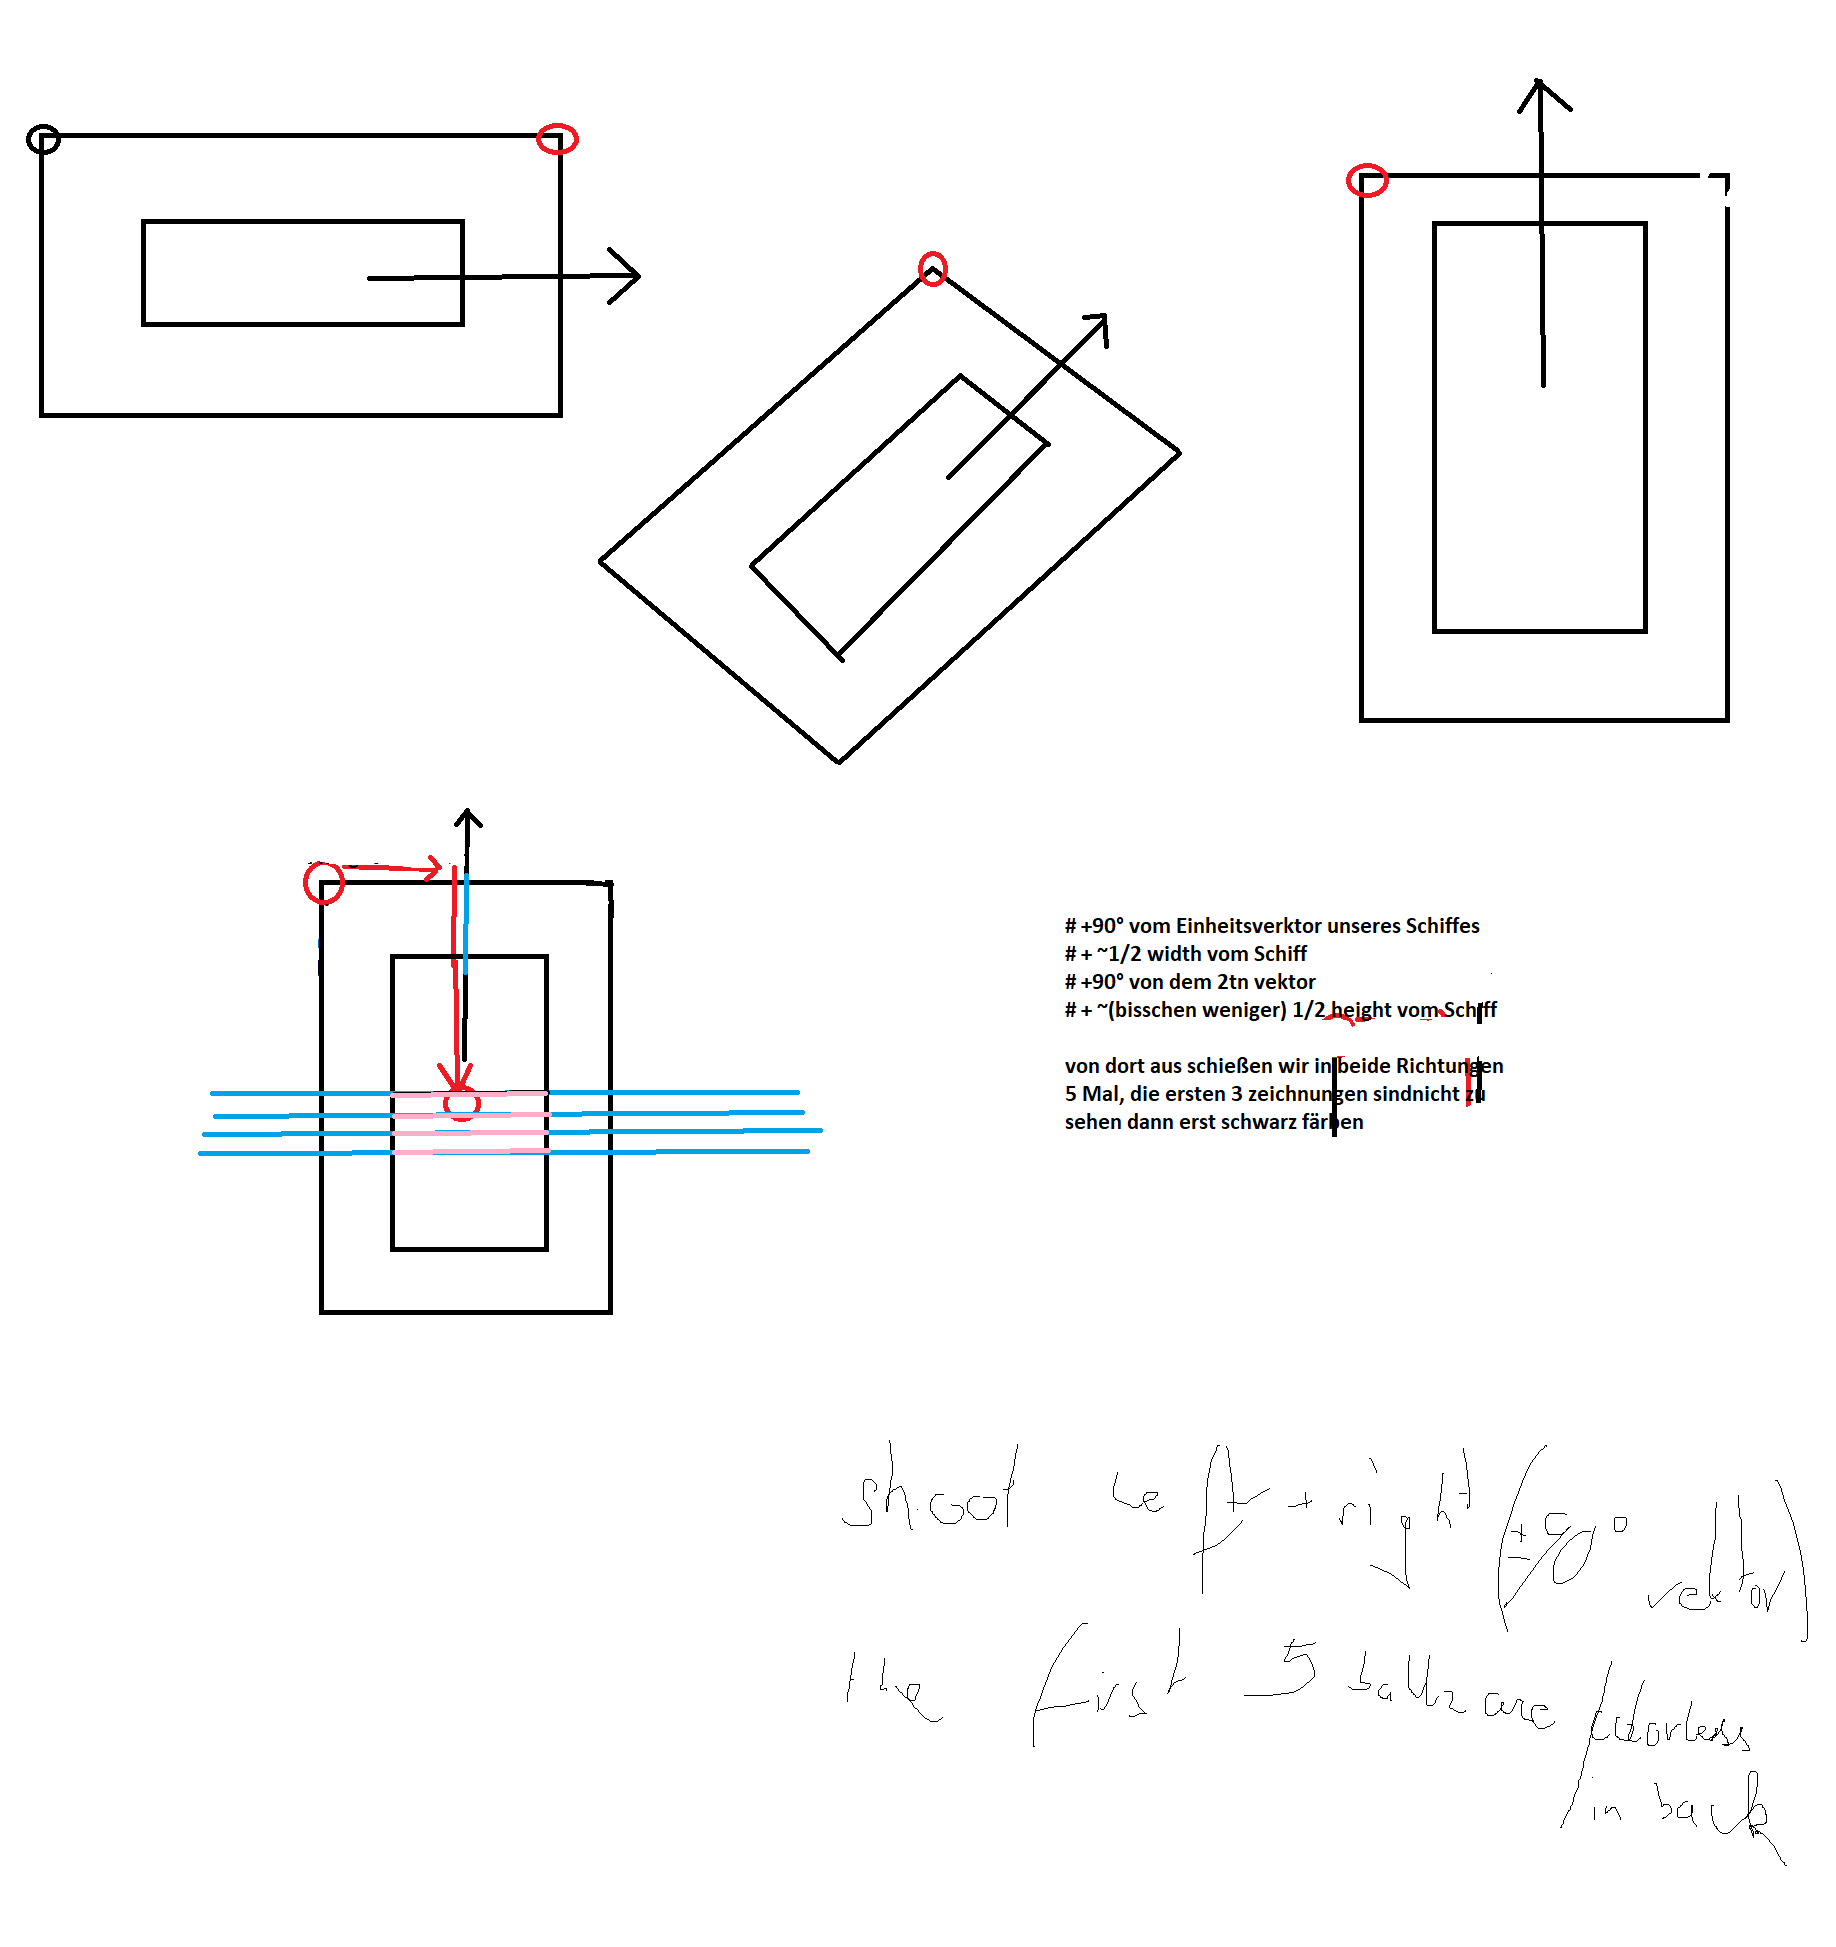 # +90° vom Einheitsverktor unseres Schiffes
# + ~1/2 width vom Schiff
# +90° von dem 2tn vektor
# + ~(bisschen weniger) 1/2 height vom Schiff
von dort aus schießen wir in beide Richtungen
5 Mal, die ersten 3 zeichnungen sindnicht zu
sehen dann erst schwarz färben
shoot left + right (± 90° vektor)
the first 5 balls are colorless
in back